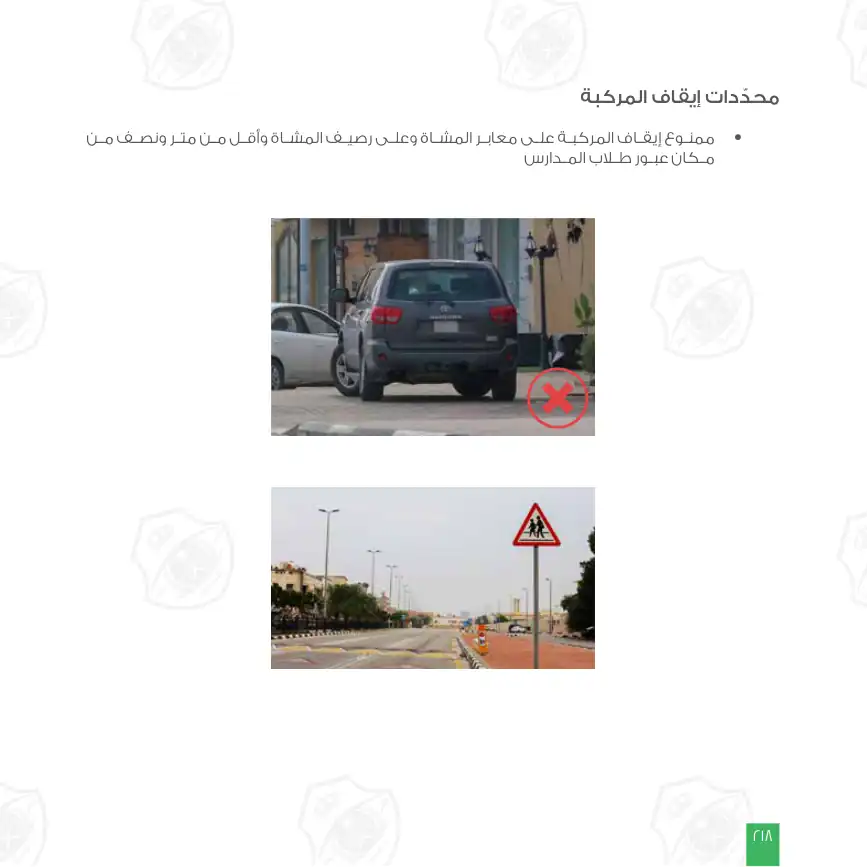 محدّدات إيقاف المركبة
• ممنوع إيقاف المركبة على معابر المشاة وعلى رصيف المشاة وأقل من متر ونصف من
مكان عبور طلاب المدارس
٢١٨